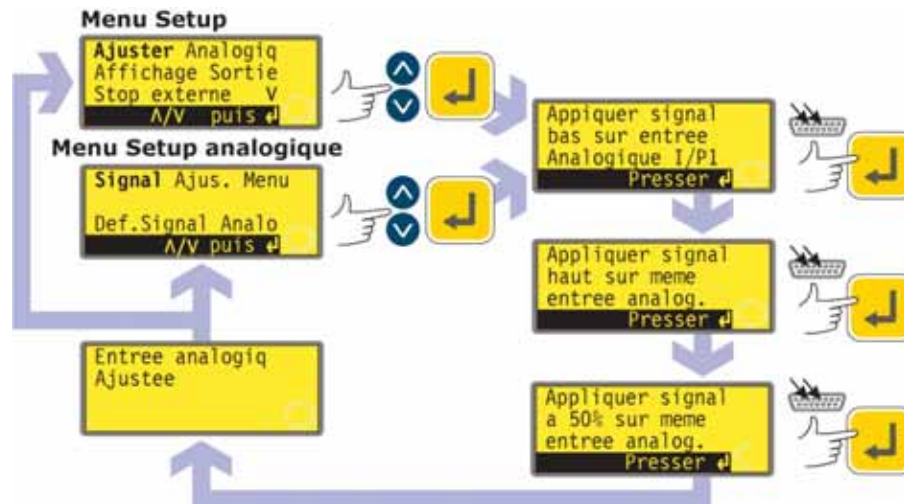 Menu Setup
Ajuster Analogiq
Affichage Sortie
Stop externe V
Λ/V puis ↲
Menu Setup analogique
Signal Ajus. Menu
Def.Signal Analo
Λ/V puis ↲
Entree analogiq
Ajustee
Appiquer signal
bas sur entree
Analogique I/P1
Presser ↲
Appliquer signal
haut sur meme
entree analog.
Presser ↲
Appliquer signal
a 50% sur meme
entree analog.
Presser ↲